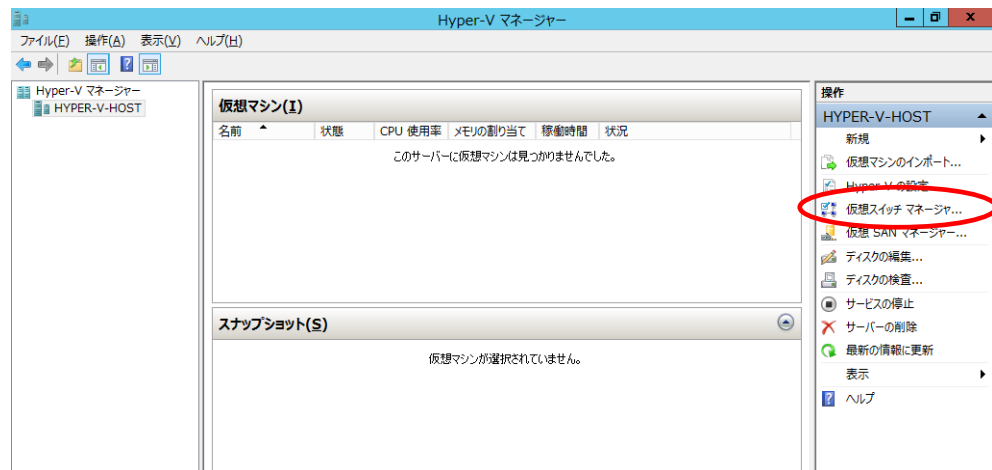 Hyper-V マネージャー
ファイル(F) 操作(A) 表示(V) ヘルプ(H)
Hyper-V マネージャー
HYPER-V-HOST
仮想マシン(I)
名前 状態 CPU 使用率 メモリの割り当て 稼働時間 状況
このサーバーに仮想マシンは見つかりませんでした。
スナップショット(S)
仮想マシンが選択されていません。
操作
HYPER-V-HOST
新規
仮想マシンのインポート...
Hyper-V の設定...
仮想スイッチ マネージャ...
仮想 SAN マネージャー...
ディスクの編集...
ディスクの検査...
サービスの停止
サーバーの削除
最新の情報に更新
表示
ヘルプ